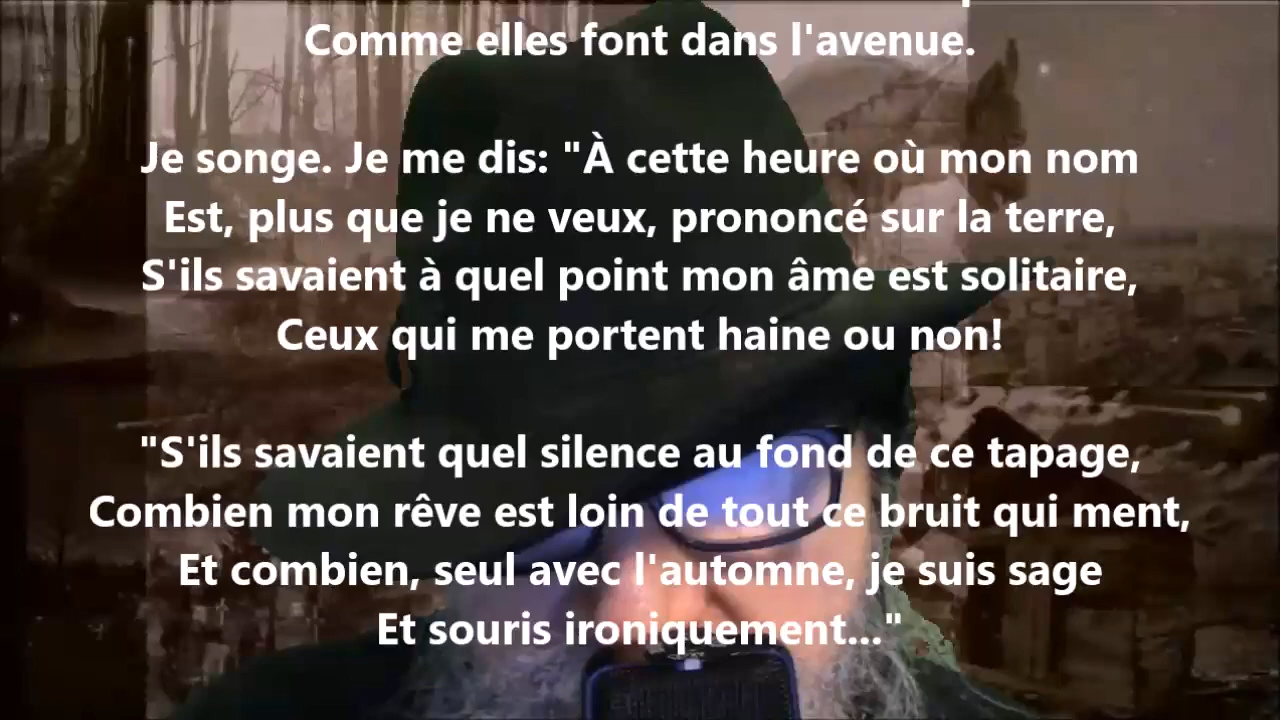 Comme elles font dans l'avenue.
Je songe. Je me dis: "À cette heure où mon nom
Est, plus que je ne veux, prononcé sur la terre,
S'ils savaient à quel point mon âme est solitaire,
Ceux qui me portent haine ou non!
"S'ils savaient quel silence au fond de ce tapage,
Combien mon rêve est loin de tout ce bruit qui ment,
Et combien, seul avec l'automne, je suis sage
Et souris ironiquement..."